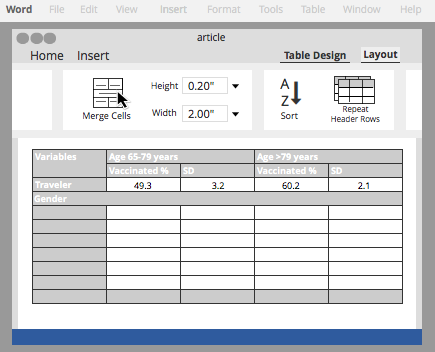 Word File Edit View Insert Format Tools Table Window Help
article
Home Insert Table Design Layout
Height 0.20"
Width 2.00"
Merge Cells
A
Z
Sort
Repeat
Header Rows
Variables Age 65-79 years Age >79 years
Vaccinated % SD Vaccinated % SD
Traveler 49.3 3.2 60.2 2.1
Gender